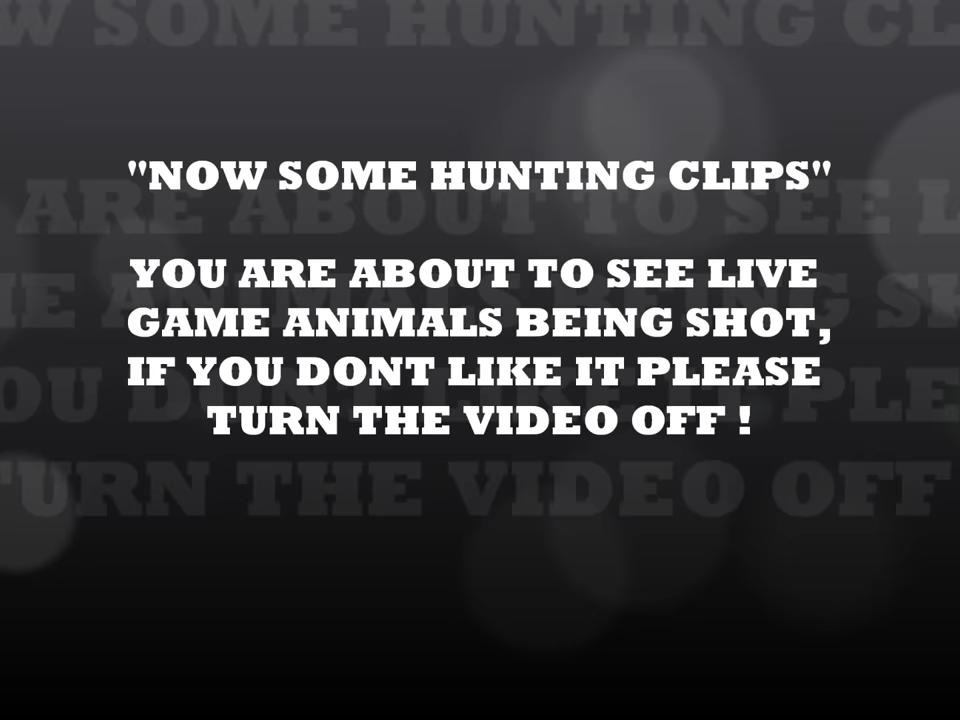 "NOW SOME HUNTING CLIPS"
YOU ARE ABOUT TO SEE LIVE
GAME ANIMALS BEING SHOT,
IF YOU DONT LIKE IT PLEASE
TURN THE VIDEO OFF !